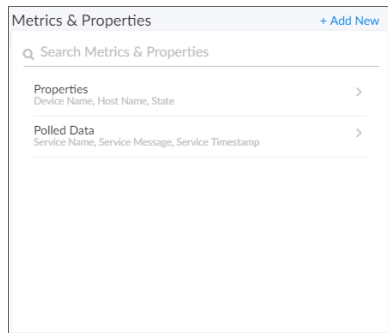 Metrics & Properties + Add New
Search Metrics & Properties
Properties
Device Name, Host Name, State
Polled Data
Service Name, Service Message, Service Timestamp